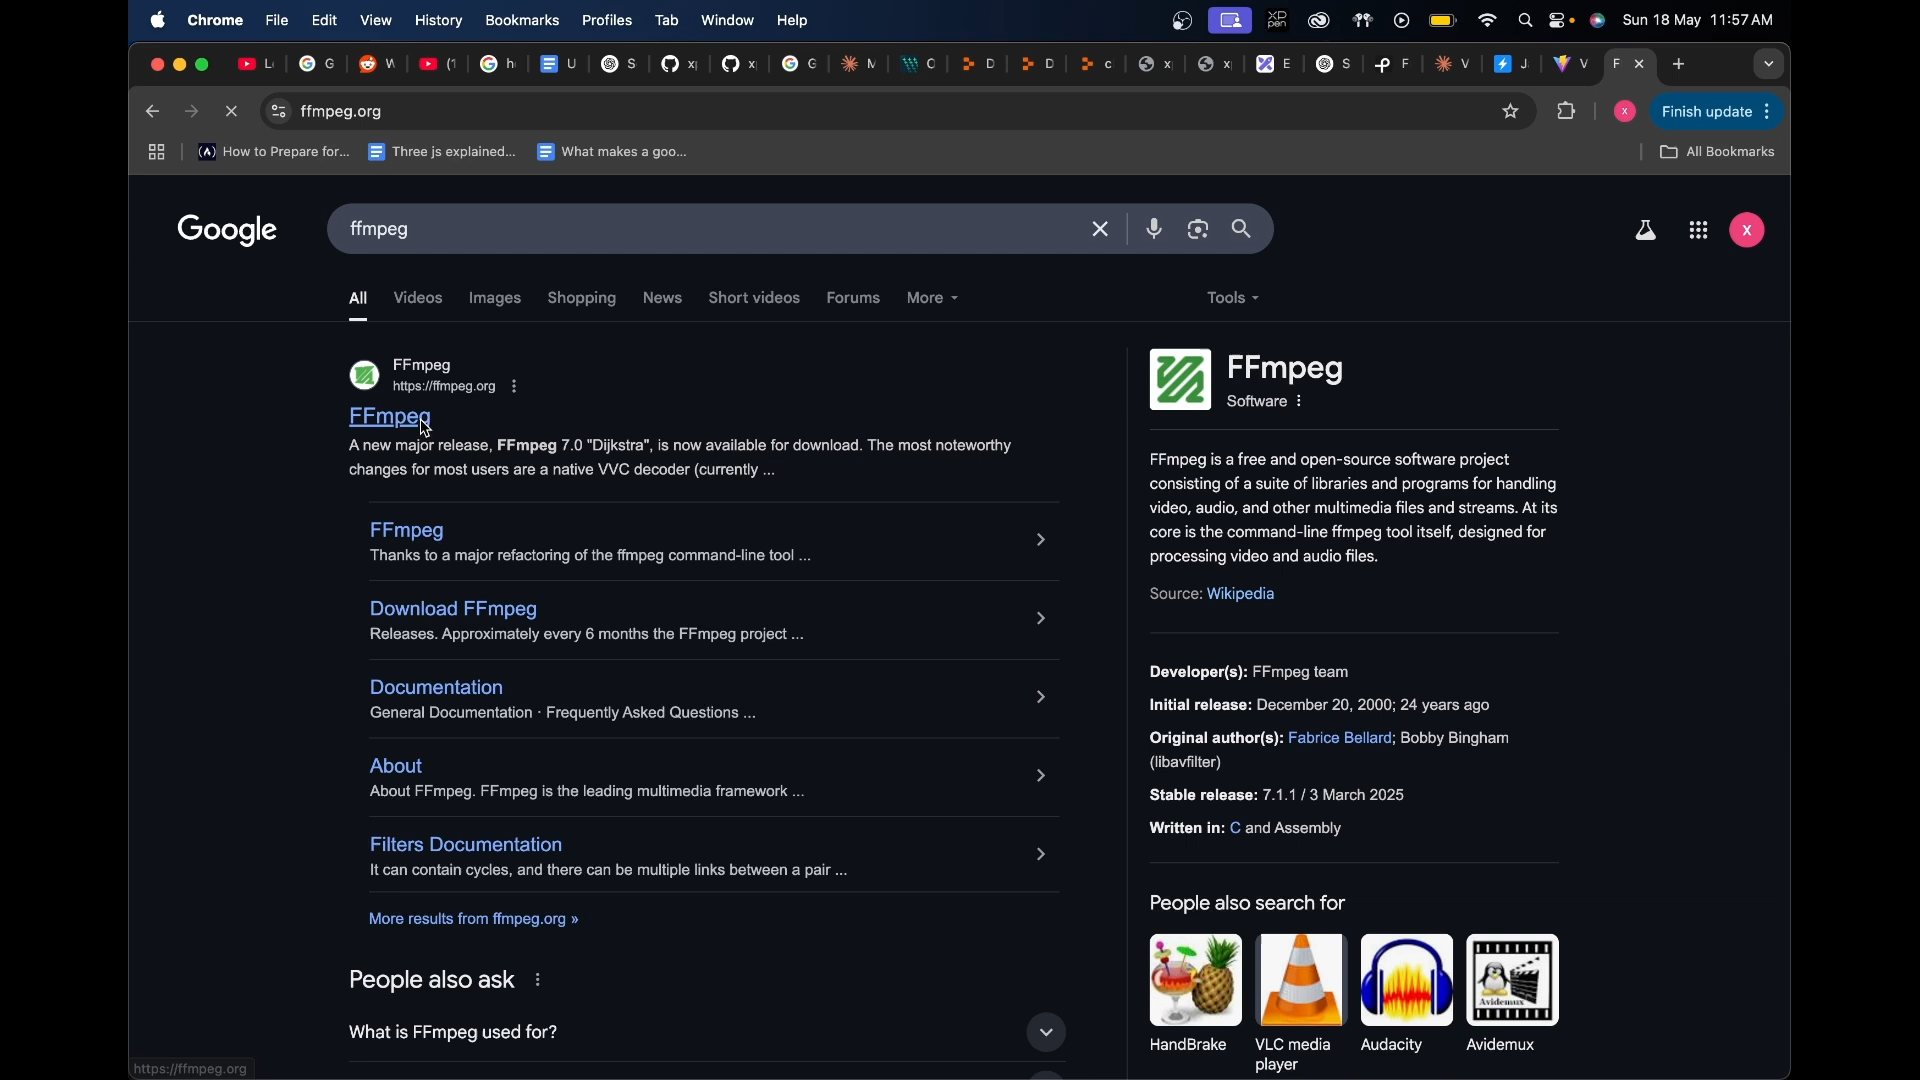 Chrome File Edit View History Bookmarks Profiles Tab Window Help
XD pen
Sun 18 May 11:57 AM
ffmpeg.org
Finish update
How to Prepare for...
Three js explained...
What makes a goo...
All Bookmarks
Google
ffmpeg
X
All Videos Images Shopping News Short videos Forums More Tools
FFmpeg
https://ffmpeg.org
FFmpeg
A new major release, FFmpeg 7.0 "Dijkstra", is now available for download. The most noteworthy
changes for most users are a native VVC decoder (currently ...
FFmpeg
Thanks to a major refactoring of the ffmpeg command-line tool ...
Download FFmpeg
Releases. Approximately every 6 months the FFmpeg project ...
Documentation
General Documentation · Frequently Asked Questions ...
About
About FFmpeg. FFmpeg is the leading multimedia framework ...
Filters Documentation
It can contain cycles, and there can be multiple links between a pair ...
More results from ffmpeg.org »
People also ask
What is FFmpeg used for?
https://ffmpeg.org
FFmpeg
Software
FFmpeg is a free and open-source software project
consisting of a suite of libraries and programs for handling
video, audio, and other multimedia files and streams. At its
core is the command-line ffmpeg tool itself, designed for
processing video and audio files.
Source: Wikipedia
Developer(s): FFmpeg team
Initial release: December 20, 2000; 24 years ago
Original author(s): Fabrice Bellard; Bobby Bingham
(libavfilter)
Stable release: 7.1.1 / 3 March 2025
Written in: C and Assembly
People also search for
Avidemux
HandBrake
VLC media
player
Audacity
Avidemux